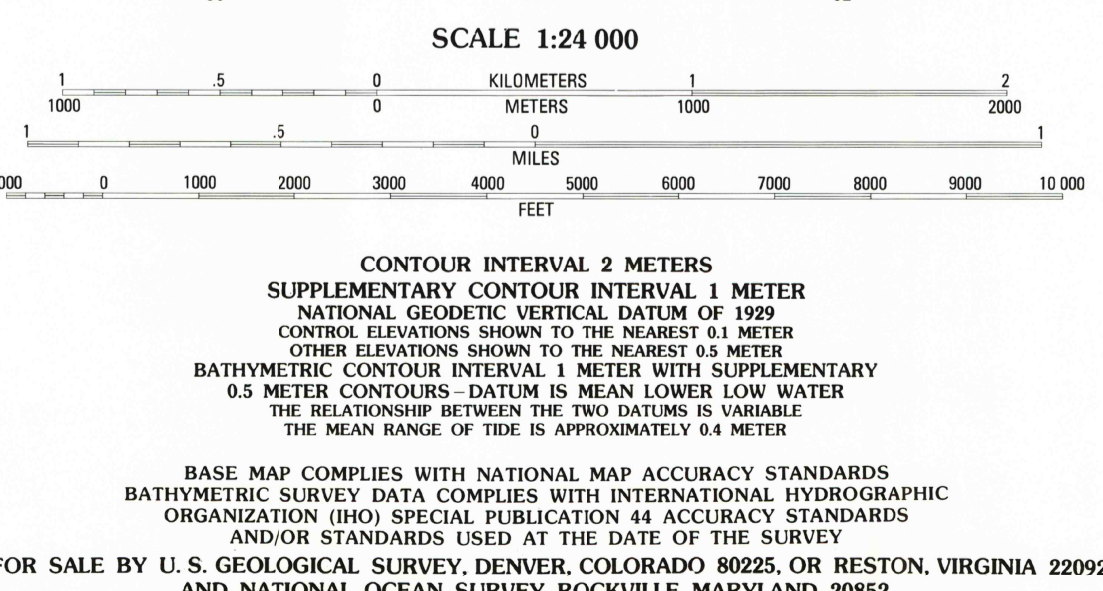 SCALE 1:24 000
1 .5 0 KILOMETERS 1 2
1000 0 METERS 1000 2000
1 .5 0 1
MILES
000 0 1000 2000 3000 4000 5000 6000 7000 8000 9000 10 000
FEET
CONTOUR INTERVAL 2 METERS
SUPPLEMENTARY CONTOUR INTERVAL 1 METER
NATIONAL GEODETIC VERTICAL DATUM OF 1929
CONTROL ELEVATIONS SHOWN TO THE NEAREST 0.1 METER
OTHER ELEVATIONS SHOWN TO THE NEAREST 0.5 METER
BATHYMETRIC CONTOUR INTERVAL 1 METER WITH SUPPLEMENTARY
0.5 METER CONTOURS–DATUM IS MEAN LOWER LOW WATER
THE RELATIONSHIP BETWEEN THE TWO DATUMS IS VARIABLE
THE MEAN RANGE OF TIDE IS APPROXIMATELY 0.4 METER
BASE MAP COMPLIES WITH NATIONAL MAP ACCURACY STANDARDS
BATHYMETRIC SURVEY DATA COMPLIES WITH INTERNATIONAL HYDROGRAPHIC
ORGANIZATION (IHO) SPECIAL PUBLICATION 44 ACCURACY STANDARDS
AND/OR STANDARDS USED AT THE DATE OF THE SURVEY
FOR SALE BY U. S. GEOLOGICAL SURVEY, DENVER, COLORADO 80225, OR RESTON, VIRGINIA 22092
AND NATIONAL OCEAN SURVEY, ROCKVILLE, MARYLAND 20852